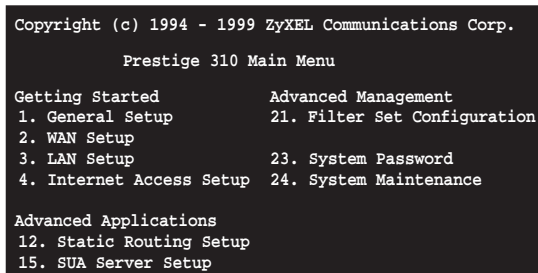 Copyright (c) 1994 - 1999 ZyXEL Communications Corp.
Prestige 310 Main Menu
Getting Started Advanced Management
1. General Setup 21. Filter Set Configuration
2. WAN Setup
3. LAN Setup 23. System Password
4. Internet Access Setup 24. System Maintenance
Advanced Applications
12. Static Routing Setup
15. SUA Server Setup